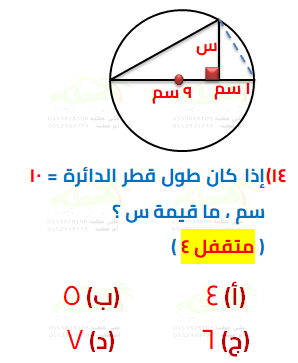 س
٩ سم
١ سم
١٤)إذا كان طول قطر الدائرة = ١٠
سم ، ما قيمة س ؟
( متقفل ٤ )
(أ) ٤
(ب) ٥
(ج) ٦
(د) ٧